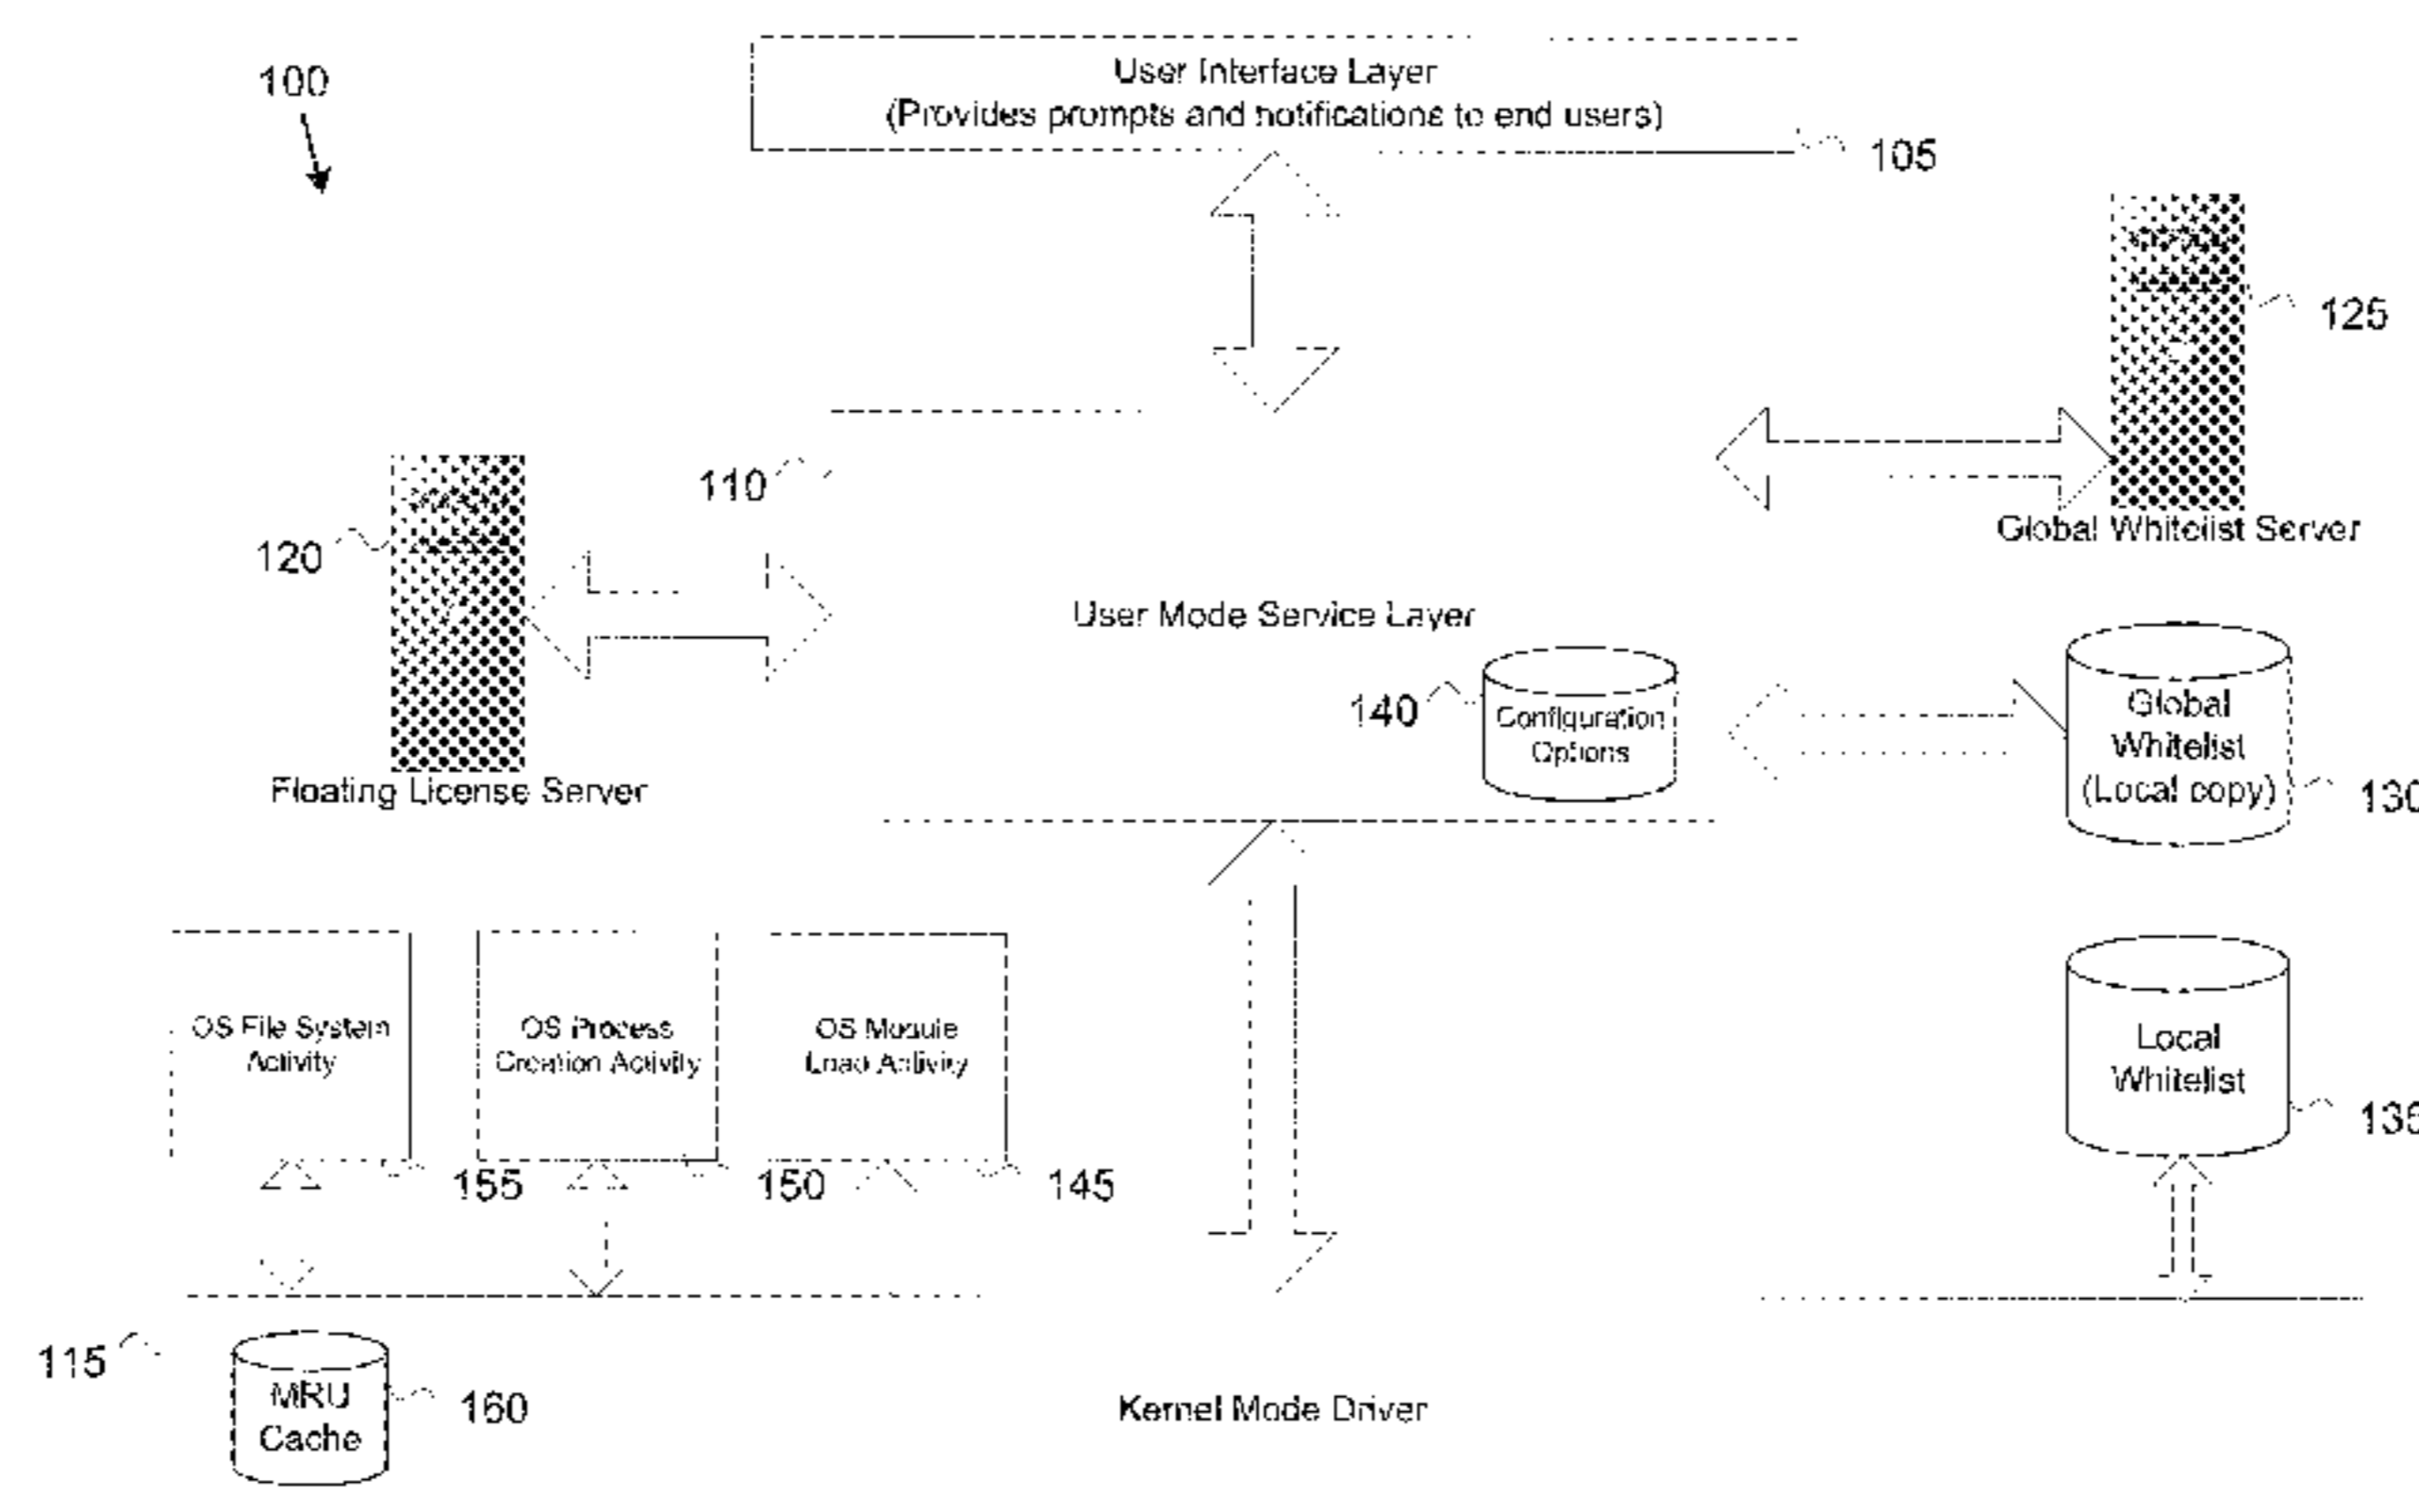 100
User Interface Layer
(Provides prompts and notifications to end users)
105
125
Global Whitelist Server
110
120
Floating License Server
User Mode Service Layer
140
Configuration
Options
Global
Whitelist
(Local copy)
130
OS File System
Activity
155
OS Process
Creation Activity
150
OS Module
Load Activity
145
Local
Whitelist
135
115
MRU
Cache
160
Kernel Mode Driver